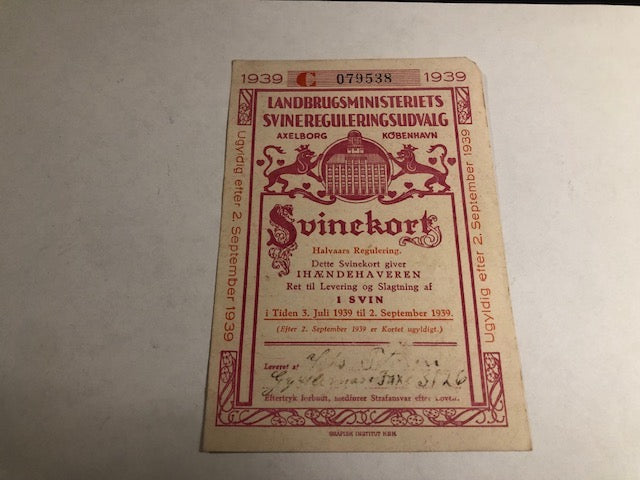 1939 C 079538 1939
LANDBRUGSMINISTERIETS
SVINEREGULERINGSUDVALG
AXELBORG KØBENHAVN
Svinekort
Halvaars Regulering.
Dette Svinekort giver
IHÆNDEHAVEREN
Ret til Levering og Slagtning af
1 SVIN
i Tiden 3. Juli 1939 til 2. September 1939.
(Efter 2. September 1939 er Kortet ugyldigt.)
Leveret af
Eftertryk forbudt, medfører Strafansvar efter Loven.
GRAFISK INSTITUT KBH.
Ugyldig efter 2. September 1939
Ugyldig efter 2. September 1939